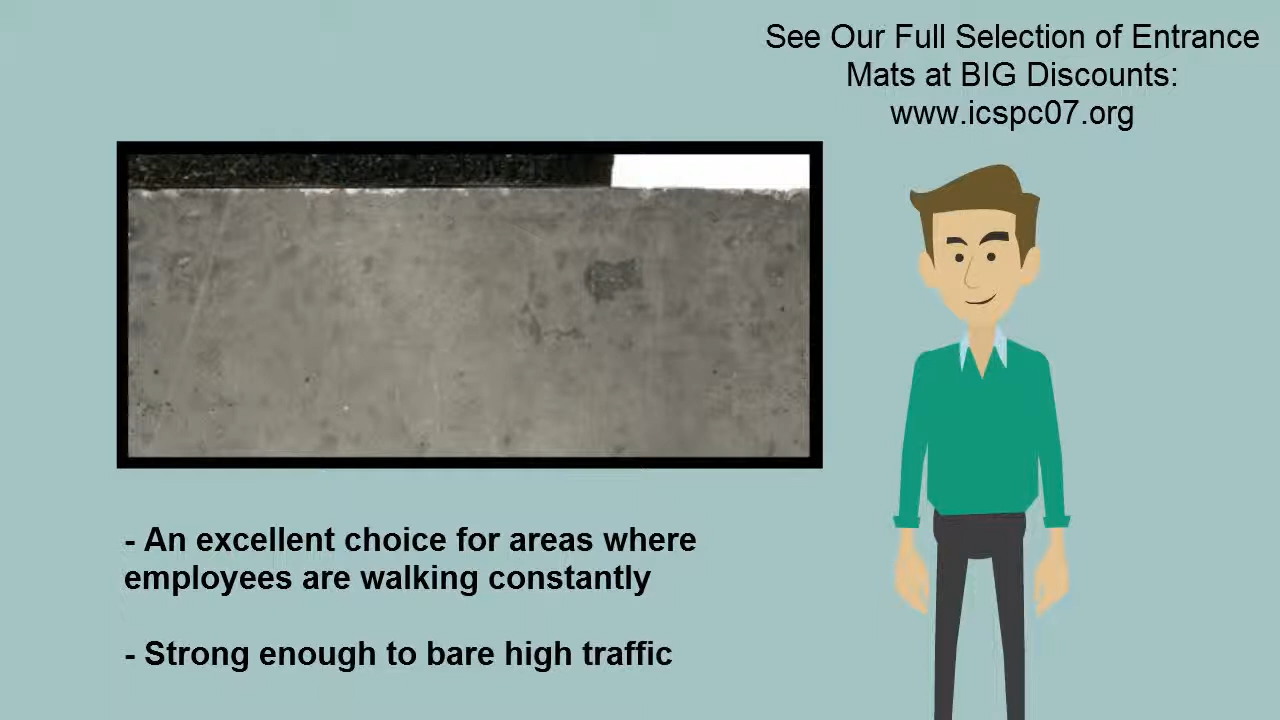 See Our Full Selection of Entrance
Mats at BIG Discounts:
www.icspc07.org
- An excellent choice for areas where
employees are walking constantly
- Strong enough to bare high traffic